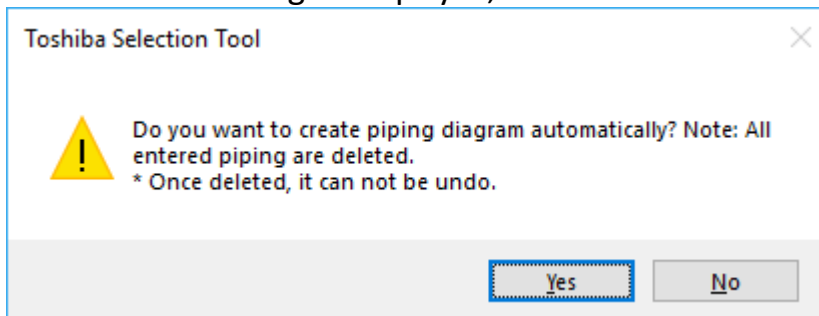 Toshiba Selection Tool
Do you want to create piping diagram automatically? Note: All
entered piping are deleted.
* Once deleted, it can not be undo.
Yes
No